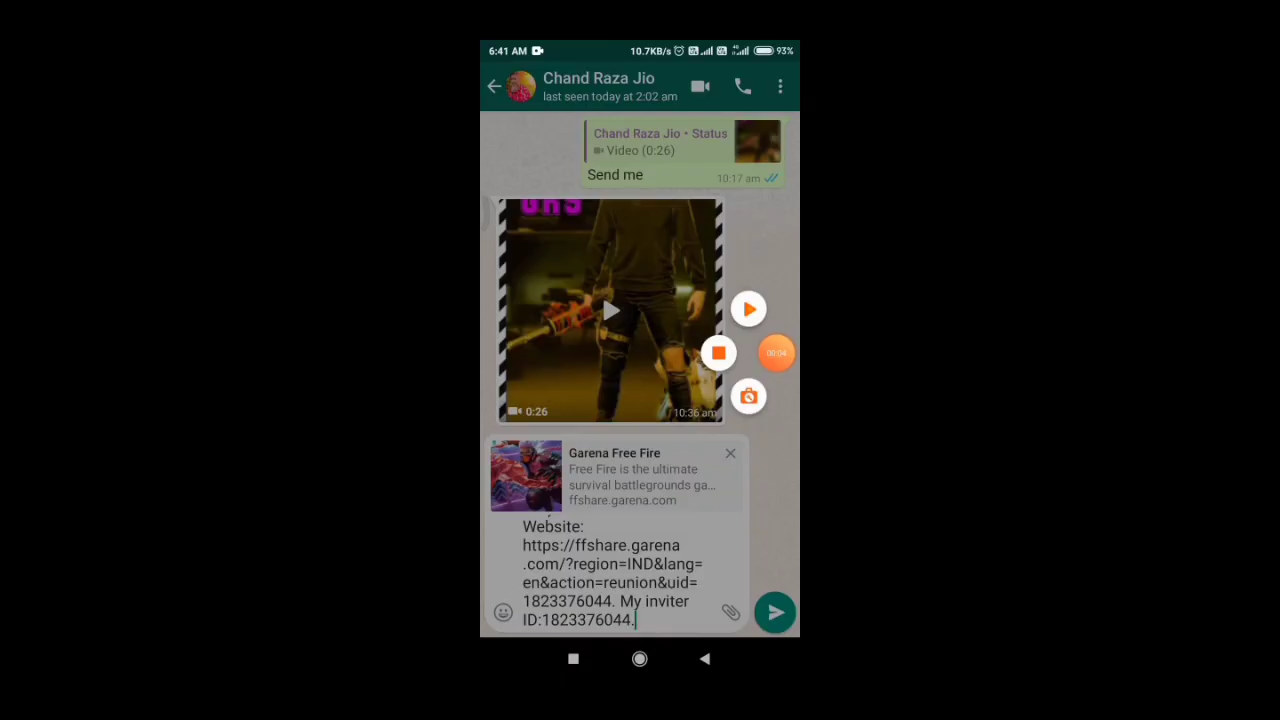 6:41 AM 10.7KB/s 4G 93%
Chand Raza Jio
last seen today at 2:02 am
Chand Raza Jio • Status
Video (0:26)
Send me
10:17 am
0:26
10:36 am
00:04
Garena Free Fire
Free Fire is the ultimate
survival battlegrounds ga...
ffshare.garena.com
Website:
https://ffshare.garena
.com/?region=IND&lang=
en&action=reunion&uid=
1823376044. My inviter
ID:1823376044.